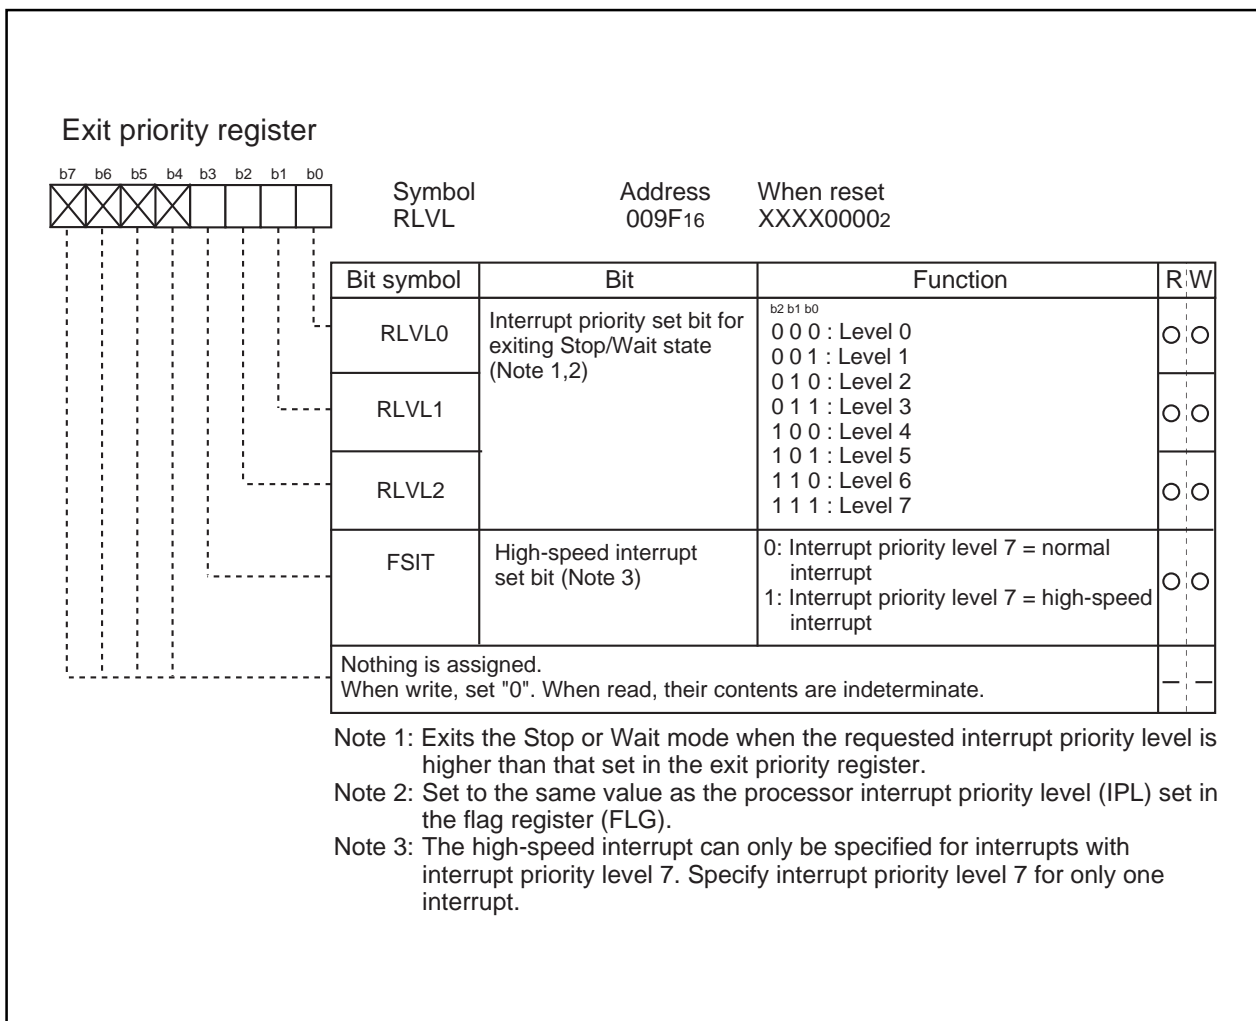 Exit priority register
b7 b6 b5 b4 b3 b2 b1 b0
Symbol Address When reset
RLVL 009F16 XXXX00002
Bit symbol Bit Function R W
RLVL0
Interrupt priority set bit for
exiting Stop/Wait state
(Note 1,2)
b2 b1 b0
0 0 0 : Level 0
0 0 1 : Level 1
0 1 0 : Level 2
0 1 1 : Level 3
1 0 0 : Level 4
1 0 1 : Level 5
1 1 0 : Level 6
1 1 1 : Level 7
RLVL1
RLVL2
FSIT
High-speed interrupt
set bit (Note 3)
0: Interrupt priority level 7 = normal
interrupt
1: Interrupt priority level 7 = high-speed
interrupt
Nothing is assigned.
When write, set "0". When read, their contents are indeterminate.
Note 1: Exits the Stop or Wait mode when the requested interrupt priority level is
higher than that set in the exit priority register.
Note 2: Set to the same value as the processor interrupt priority level (IPL) set in
the flag register (FLG).
Note 3: The high-speed interrupt can only be specified for interrupts with
interrupt priority level 7. Specify interrupt priority level 7 for only one
interrupt.